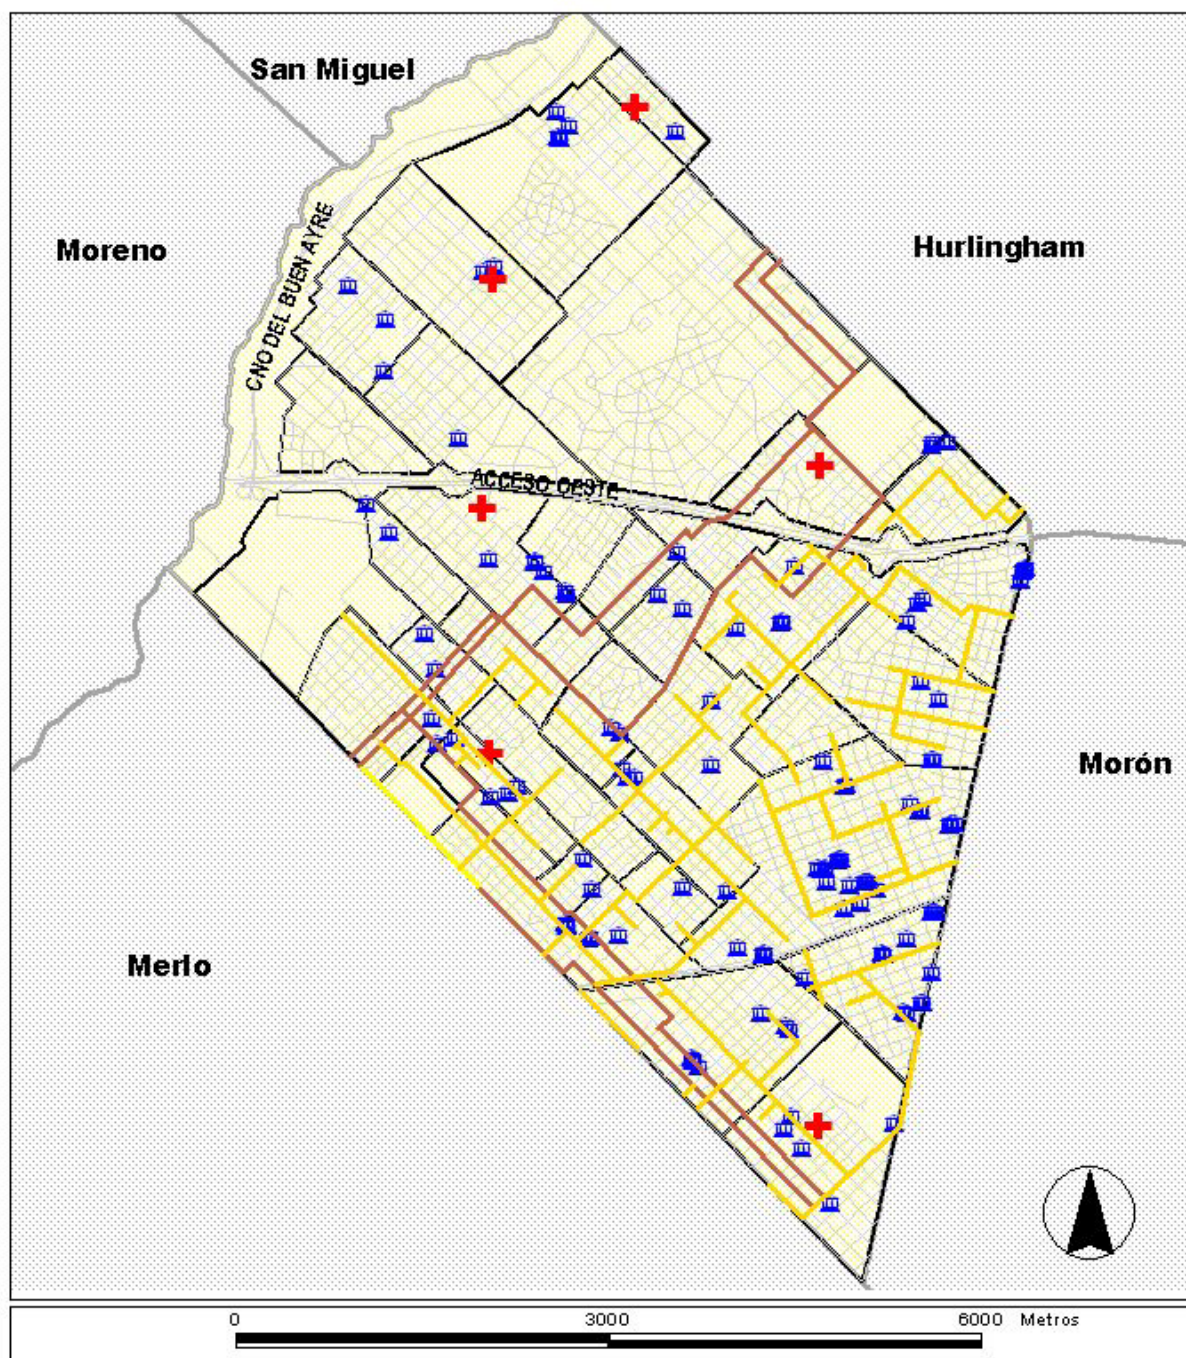 San Miguel
Moreno
Hurlingham
CNO DEL BUEN AYRE
ACCESO OESTE
Morón
Merlo
0 3000 6000 Metros